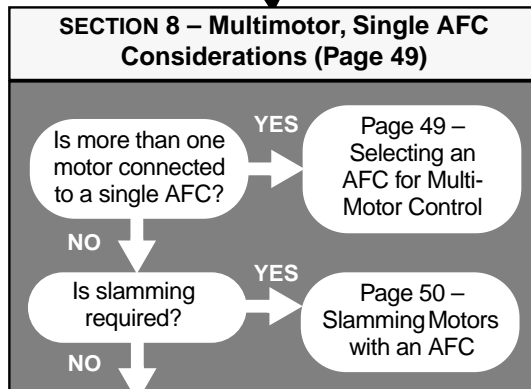 SECTION 8 – Multimotor, Single AFC
Considerations (Page 49)
Is more than one
motor connected
to a single AFC?
YES
Page 49 –
Selecting an
AFC for Multi-
Motor Control
NO
Is slamming
required?
YES
Page 50 –
Slamming Motors
with an AFC
NO